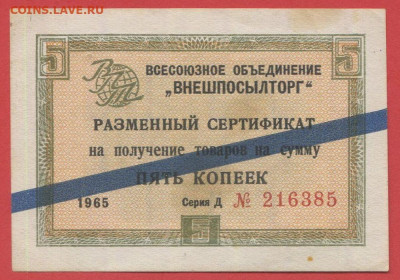 COINS.LAVE.RU
5 5
ВПТ
ВСЕСОЮЗНОЕ ОБЪЕДИНЕНИЕ
„ВНЕШПОСЫЛТОРГ"
РАЗМЕННЫЙ СЕРТИФИКАТ
на получение товаров на сумму
ПЯТЬ КОПЕЕК
1965 Серия Д № 216385
5